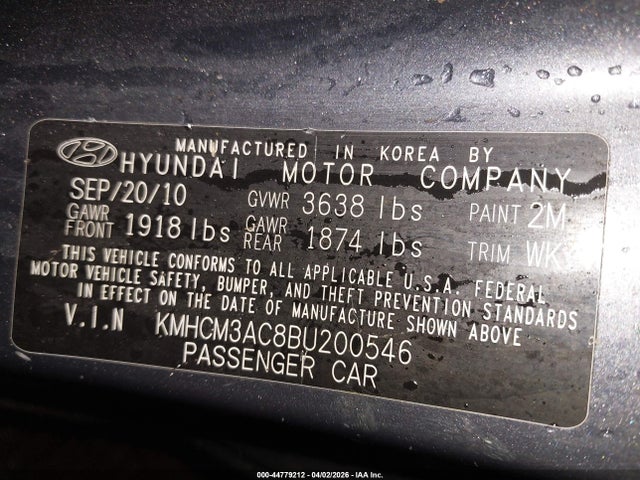 MANUFACTURED IN KOREA BY
HYUNDAI MOTOR COMPANY
SEP/20/10 GVWR 3638 lbs PAINT 2M
GAWR FRONT 1918 lbs GAWR REAR 1874 lbs TRIM WK
THIS VEHICLE CONFORMS TO ALL APPLICABLE U.S.A. FEDERAL
MOTOR VEHICLE SAFETY, BUMPER, AND THEFT PREVENTION STANDARDS
IN EFFECT ON THE DATE OF MANUFACTURE SHOWN ABOVE
V.I.N KMHCM3AC8BU200546
PASSENGER CAR
000-44779212 - 04/02/2026 - IAA Inc.